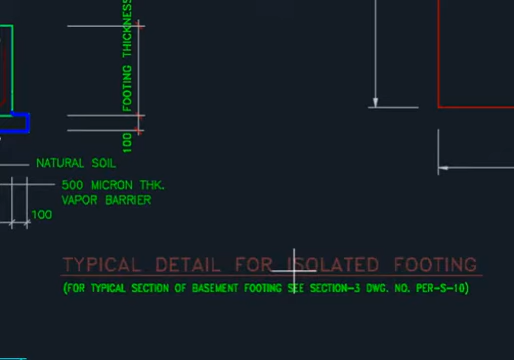 FOOTING THICKNESS
100
NATURAL SOIL
500 MICRON THK.
VAPOR BARRIER
100
TYPICAL DETAIL FOR ISOLATED FOOTING
(FOR TYPICAL SECTION OF BASEMENT FOOTING SEE SECTION-3 DWG. NO. PER-S-10)